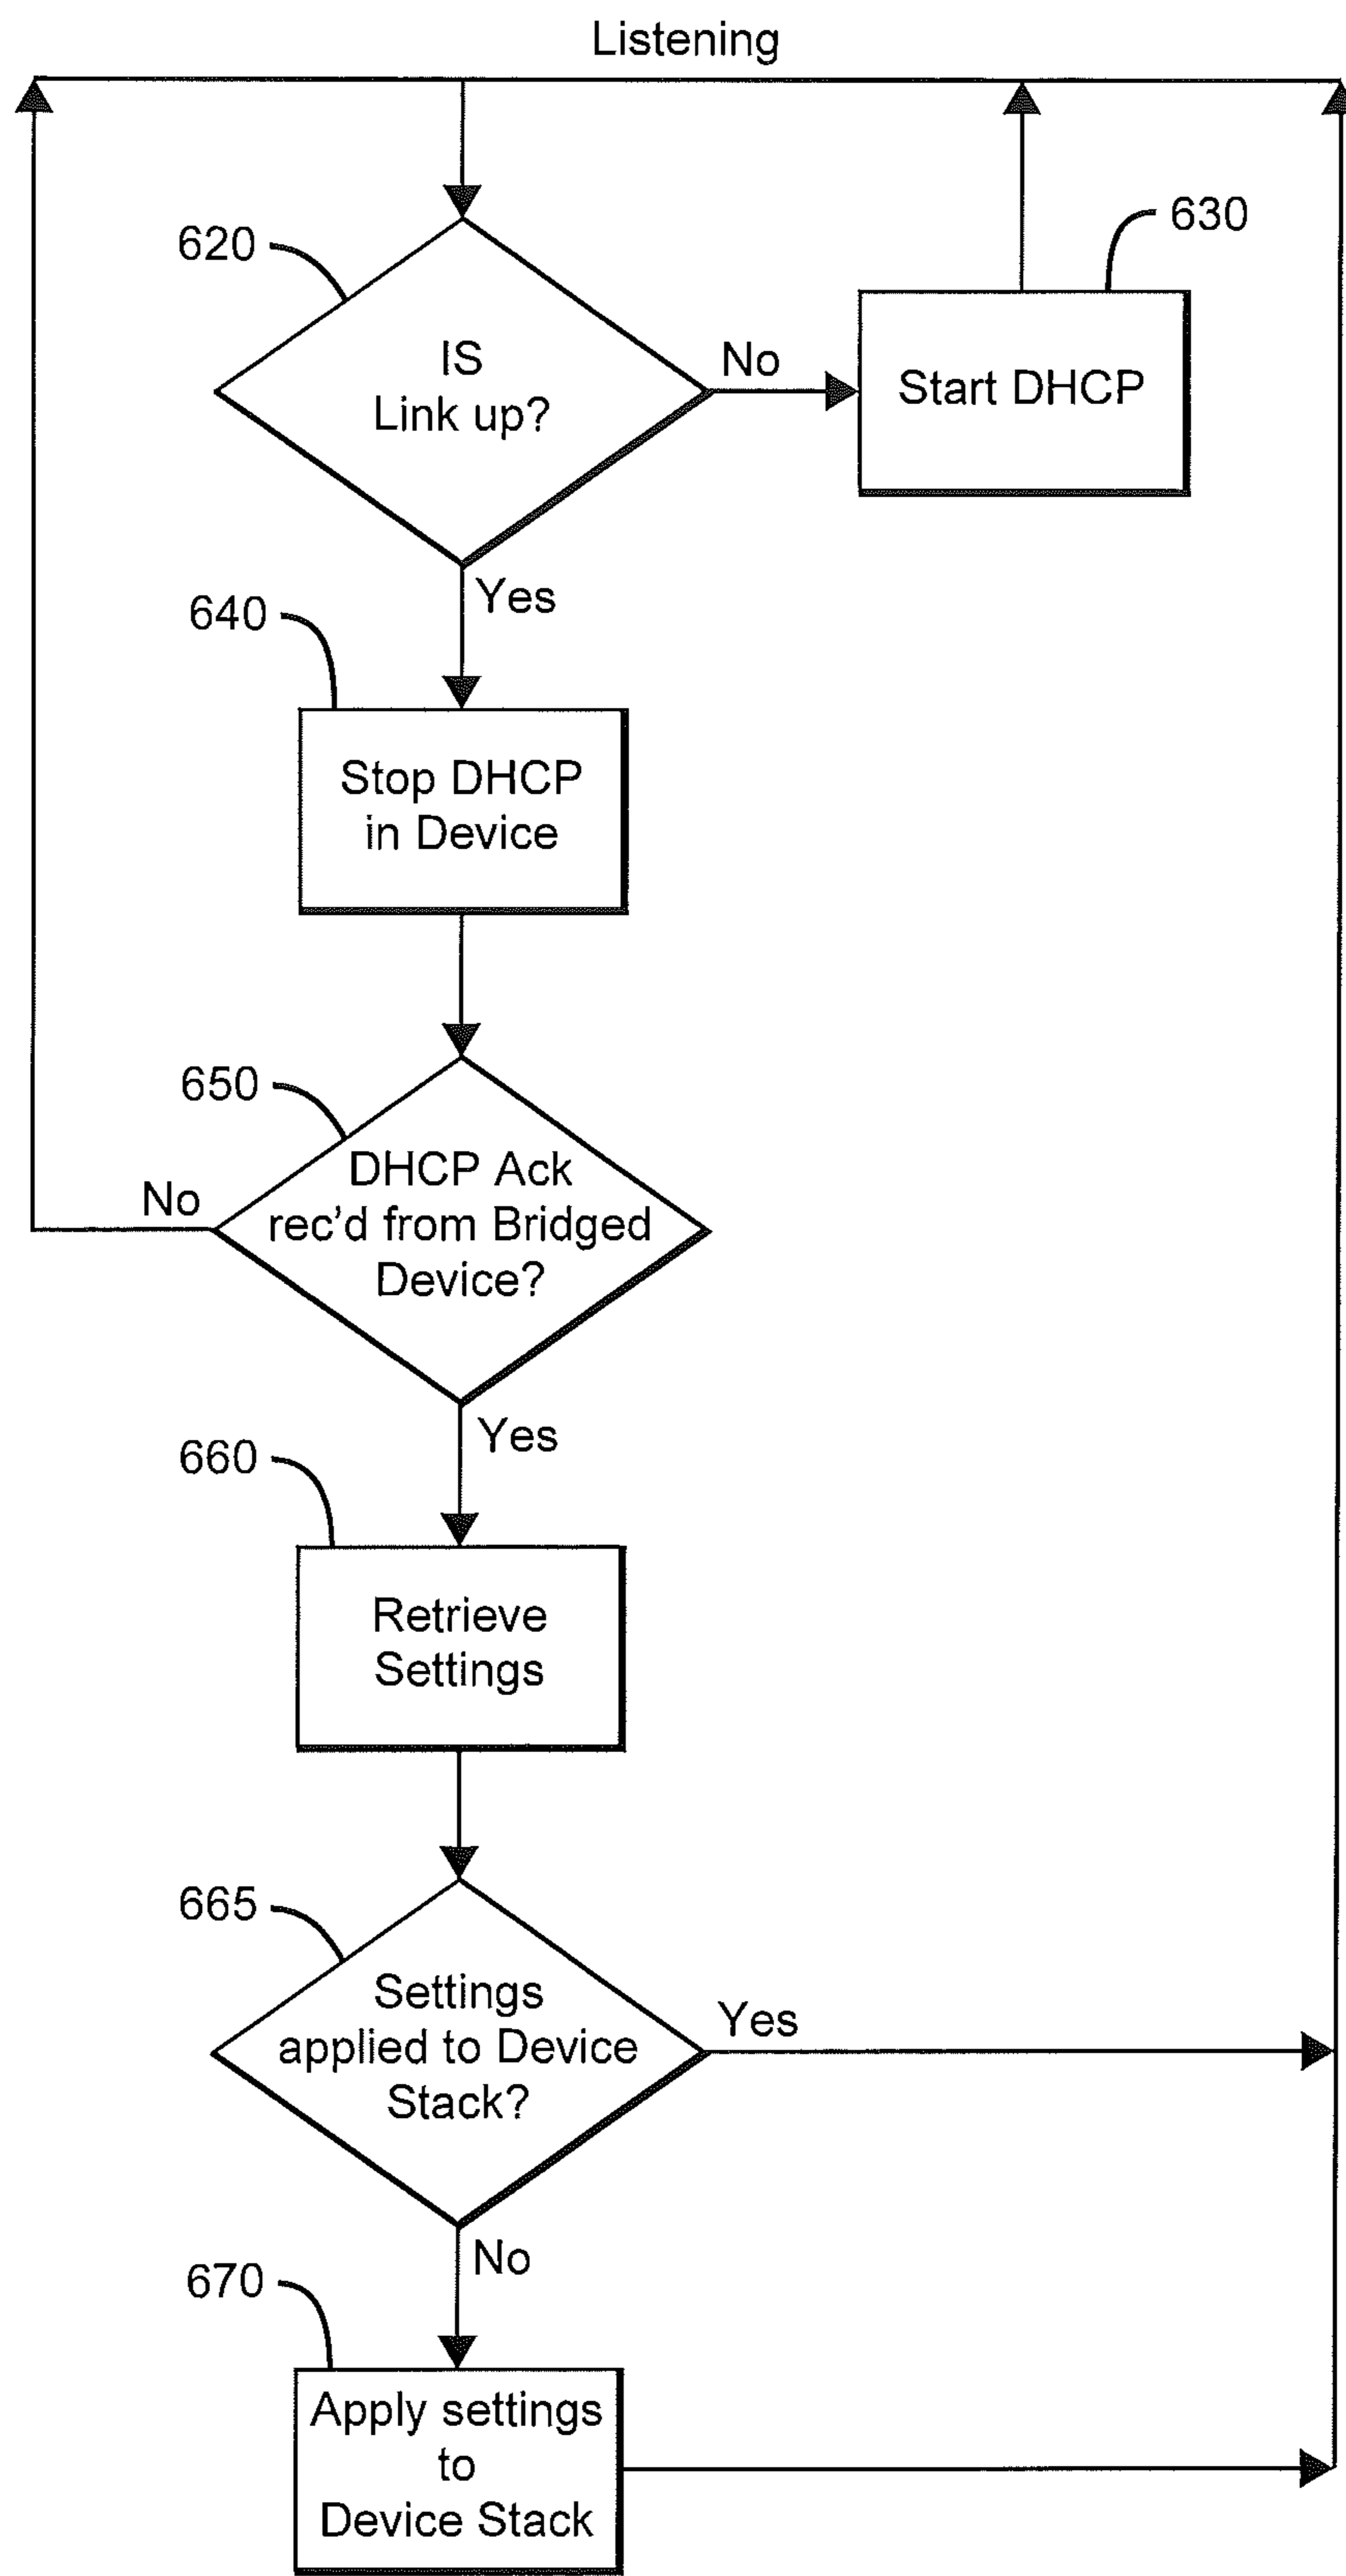 Listening
620
630
IS
Link up?
No
Start DHCP
Yes
640
Stop DHCP
in Device
650
DHCP Ack
rec'd from Bridged
Device?
No
Yes
660
Retrieve
Settings
665
Settings
applied to Device
Stack?
Yes
No
670
Apply settings
to
Device Stack